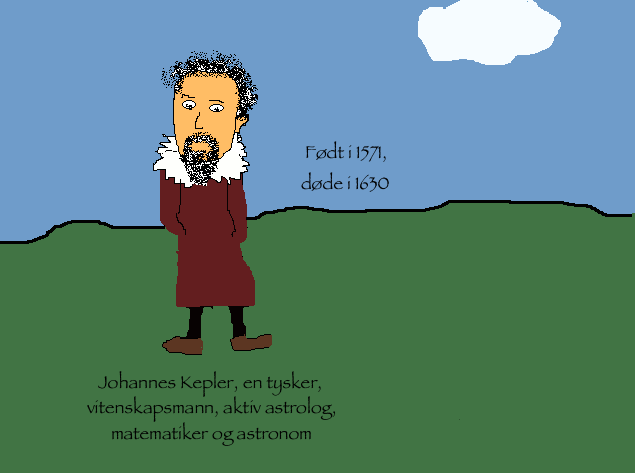 Født i 1571,
døde i 1630
Johannes Kepler, en tysker,
vitenskapsmann, aktiv astrolog,
matematiker og astronom